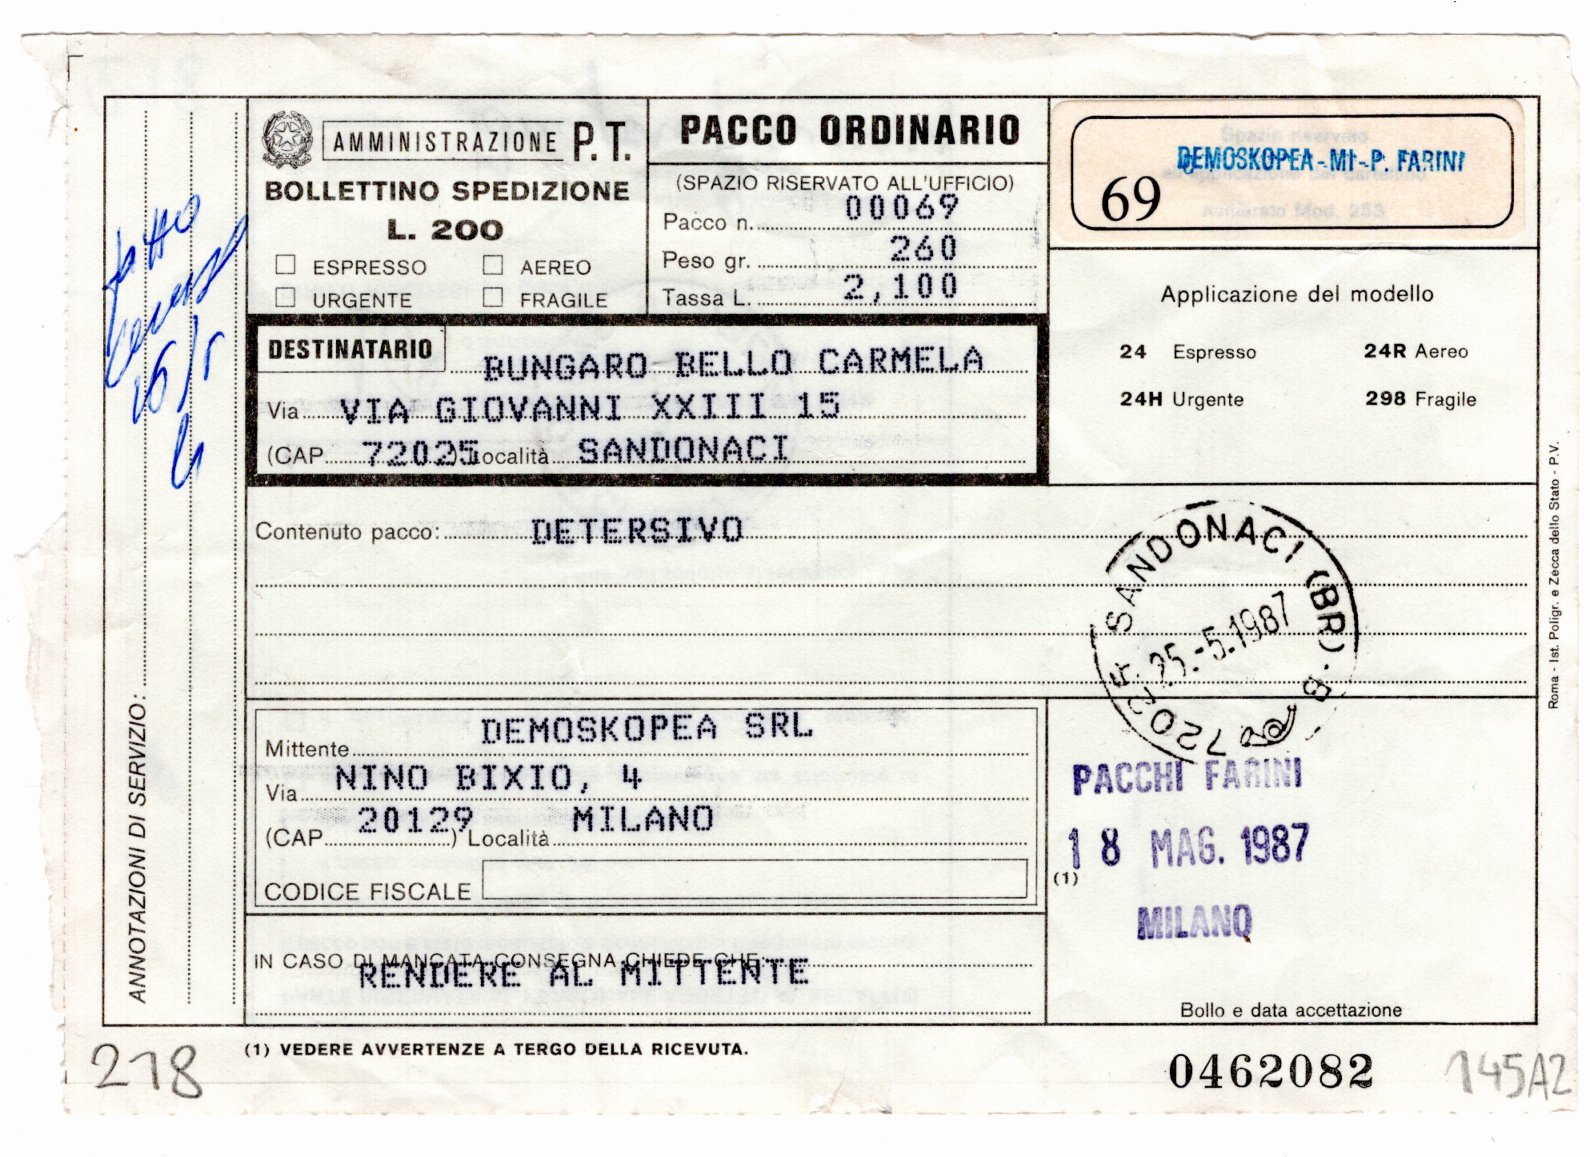 AMMINISTRAZIONE P.T.
BOLLETTINO SPEDIZIONE
L. 200
ESPRESSO AEREO
URGENTE FRAGILE
PACCO ORDINARIO
(SPAZIO RISERVATO ALL'UFFICIO)
Pacco n. 00069
Peso gr. 260
Tassa L. 2,100
DEMOSKOPEA-MI-P. FARINI
69
Applicazione del modello
24 Espresso 24R Aereo
24H Urgente 298 Fragile
DESTINATARIO BUNGARO BELLO CARMELA
Via VIA GIOVANNI XXIII 15
(CAP 72025) Località SANDONACI
Contenuto pacco: DETERSIVO
SANDONACI (BR) - B
25.-5.1987
72025
Mittente DEMOSKOPEA SRL
Via NINO BIXIO, 4
(CAP 20129) Località MILANO
CODICE FISCALE
PACCHI FARINI
18 MAG. 1987
(1)
MILANO
IN CASO DI MANCATA CONSEGNA CHIEDE CHE:
RENDERE AL MITTENTE
Bollo e data accettazione
(1) VEDERE AVVERTENZE A TERGO DELLA RICEVUTA.
0462082
218
145A2
ANNOTAZIONI DI SERVIZIO:
Roma - Ist. Poligr. e Zecca dello Stato - P.V.